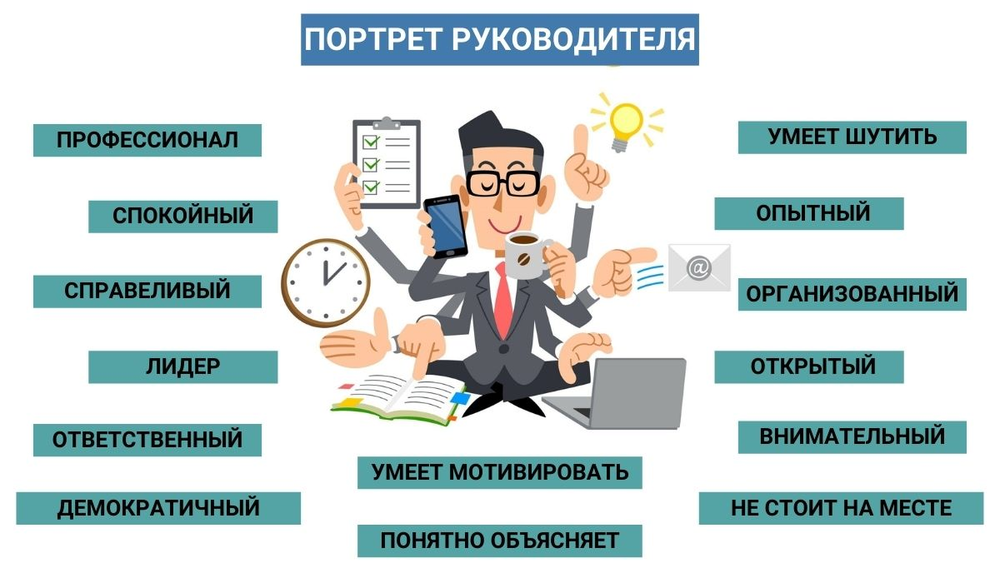 ПОРТРЕТ РУКОВОДИТЕЛЯ
ПРОФЕССИОНАЛ
СПОКОЙНЫЙ
СПРАВЕЛИВЫЙ
ЛИДЕР
ОТВЕТСТВЕННЫЙ
ДЕМОКРАТИЧНЫЙ
УМЕЕТ МОТИВИРОВАТЬ
ПОНЯТНО ОБЪЯСНЯЕТ
УМЕЕТ ШУТИТЬ
ОПЫТНЫЙ
@
ОРГАНИЗОВАННЫЙ
ОТКРЫТЫЙ
ВНИМАТЕЛЬНЫЙ
НЕ СТОИТ НА МЕСТЕ